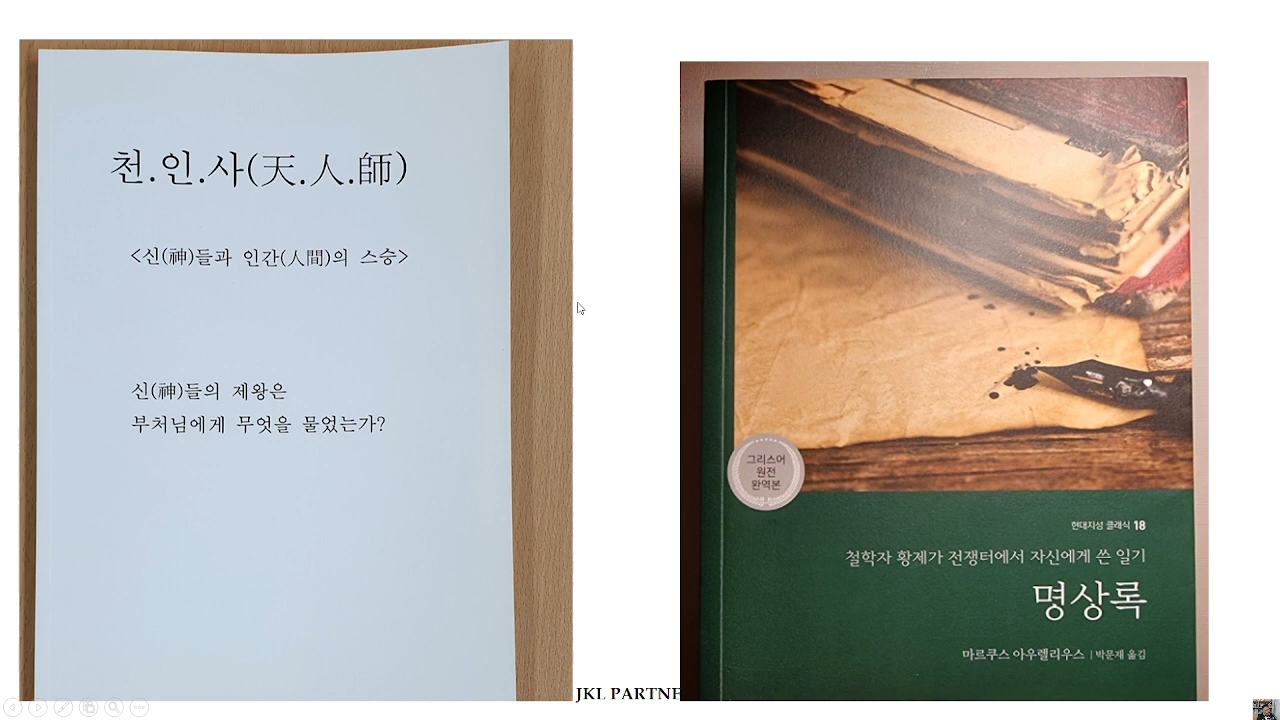 천.인.사(天.人.師)
<신(神)들과 인간(人間)의 스승>
신(神)들의 제왕은
부처님에게 무엇을 물었는가?
그리스어
원전
완역본
현대지성 클래식 18
철학자 황제가 전쟁터에서 자신에게 쓴 일기
명상록
마르쿠스 아우렐리우스 | 박문재 옮김
JKL PARTNE